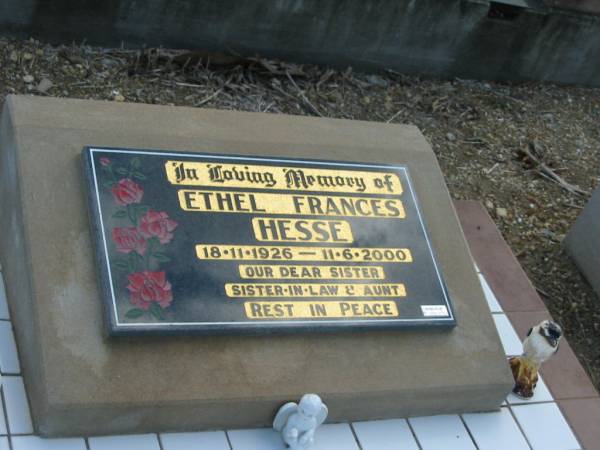 In Loving Memory of
ETHEL FRANCES
HESSE
18·11·1926 — 11·6·2000
OUR DEAR SISTER
SISTER-IN-LAW & AUNT
REST IN PEACE